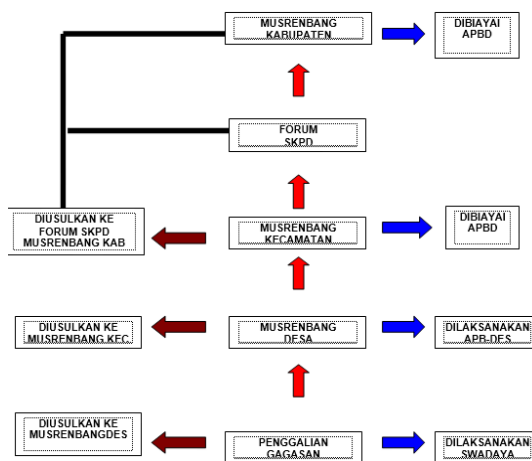 MUSRENBANG
KABUPATEN
DIBIAYAI
APBD
FORUM
SKPD
DIUSULKAN KE
FORUM SKPD
MUSRENBANG KAB
MUSRENBANG
KECAMATAN
DIBIAYAI
APBD
DIUSULKAN KE
MUSRENBANG KEC
MUSRENBANG
DESA
DILAKSANAKAN
APB-DES
DIUSULKAN KE
MUSRENBANGDES
PENGGALIAN
GAGASAN
DILAKSANAKAN
SWADAYA